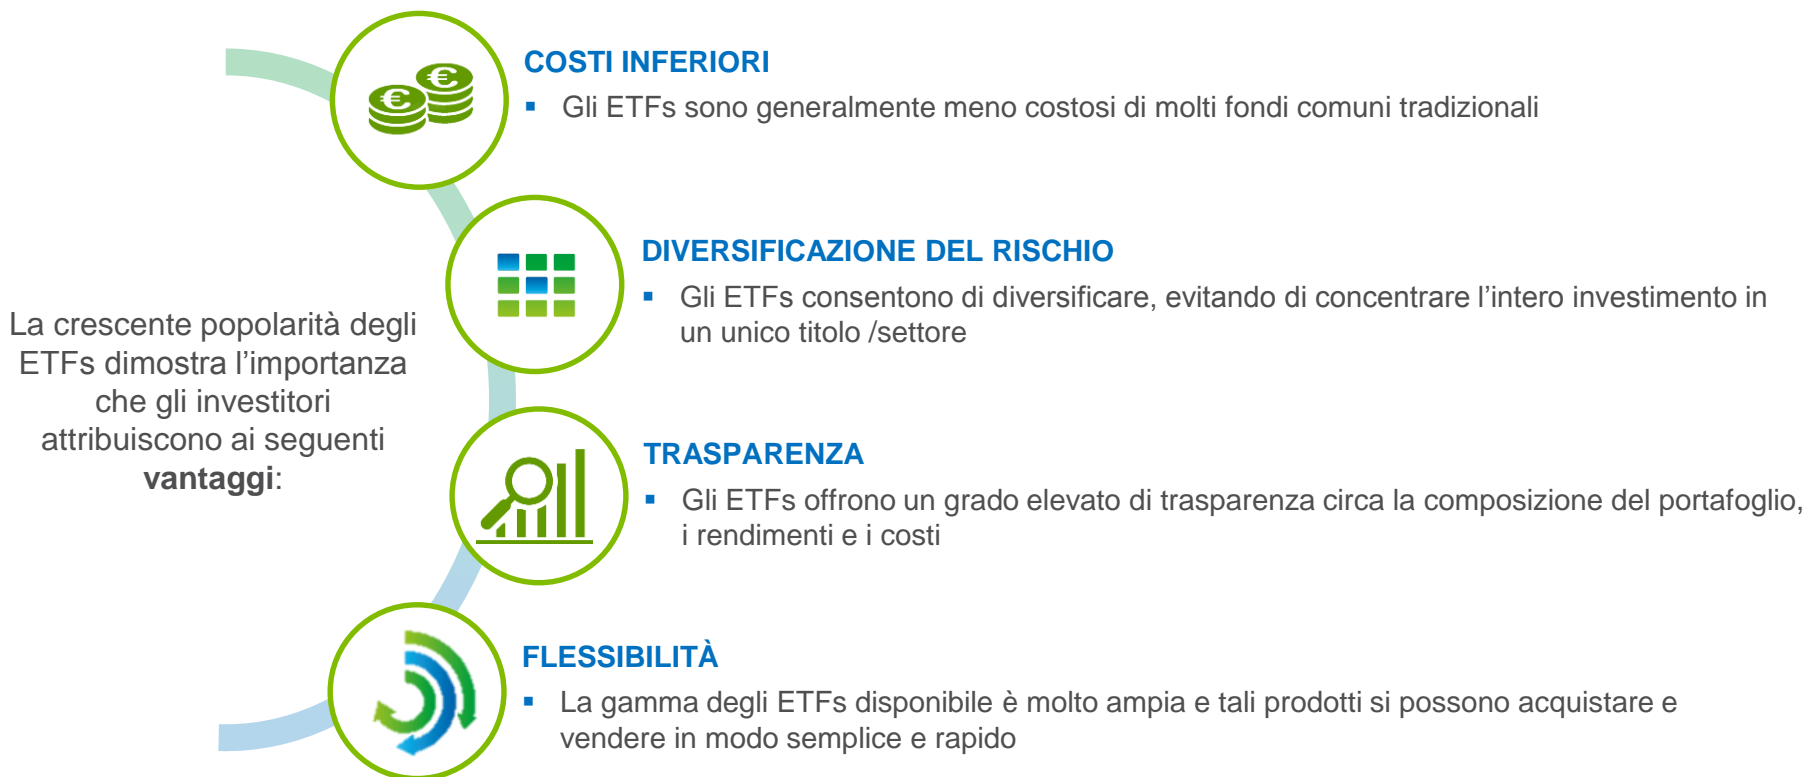 COSTI INFERIORI
▪ Gli ETFs sono generalmente meno costosi di molti fondi comuni tradizionali
DIVERSIFICAZIONE DEL RISCHIO
▪ Gli ETFs consentono di diversificare, evitando di concentrare l’intero investimento in
un unico titolo /settore
La crescente popolarità degli
ETFs dimostra l’importanza
che gli investitori
attribuiscono ai seguenti
vantaggi:
TRASPARENZA
▪ Gli ETFs offrono un grado elevato di trasparenza circa la composizione del portafoglio,
i rendimenti e i costi
FLESSIBILITÀ
▪ La gamma degli ETFs disponibile è molto ampia e tali prodotti si possono acquistare e
vendere in modo semplice e rapido